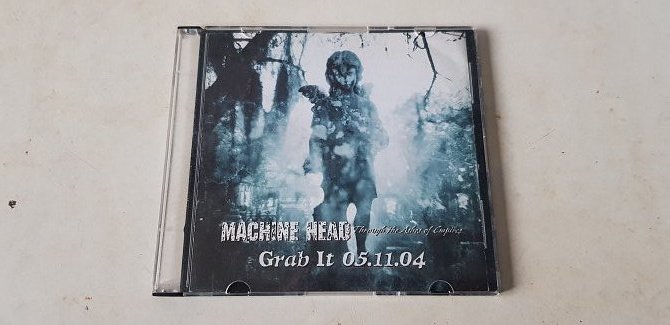 MACHINE HEAD Through the Ashes of Empires
Grab It 05.11.04